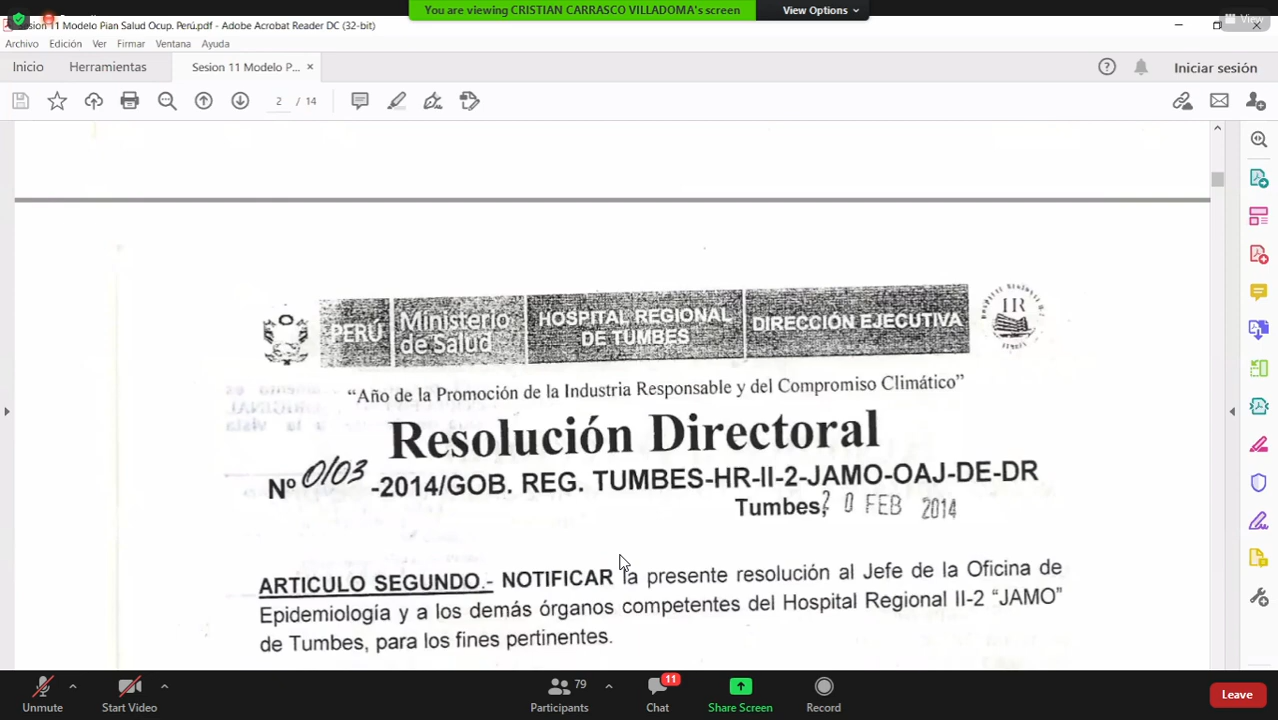 You are viewing CRISTIAN CARRASCO VILLADOMA's screen
View Options
View
Sesion 11 Modelo Plan Salud Ocup. Perú.pdf - Adobe Acrobat Reader DC (32-bit)
Archivo Edición Ver Firmar Ventana Ayuda
Inicio Herramientas Sesion 11 Modelo P... × Iniciar sesión
2 / 14
PERÚ Ministerio de Salud HOSPITAL REGIONAL DE TUMBES DIRECCIÓN EJECUTIVA
HR
“Año de la Promoción de la Industria Responsable y del Compromiso Climático”
Resolución Directoral
Nº 0103 -2014/GOB. REG. TUMBES-HR-II-2-JAMO-OAJ-DE-DR
Tumbes, 20 FEB 2014
ARTICULO SEGUNDO.- NOTIFICAR la presente resolución al Jefe de la Oficina de
Epidemiología y a los demás órganos competentes del Hospital Regional II-2 “JAMO”
de Tumbes, para los fines pertinentes.
Unmute Start Video 79 Participants 11 Chat Share Screen Record Leave